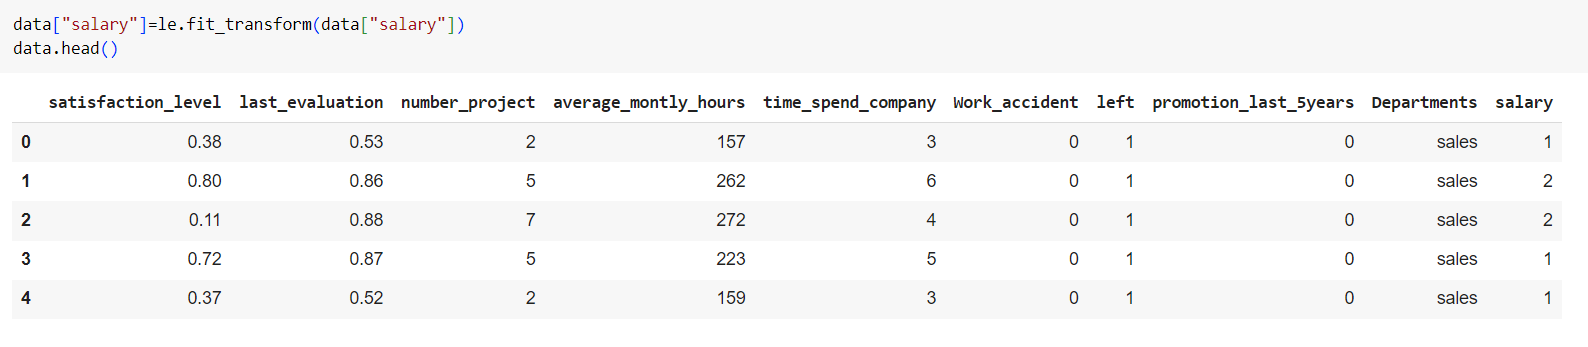 data["salary"]=le.fit_transform(data["salary"])
data.head()
satisfaction_level last_evaluation number_project average_montly_hours time_spend_company Work_accident left promotion_last_5years Departments salary
0 0.38 0.53 2 157 3 0 1 0 sales 1
1 0.80 0.86 5 262 6 0 1 0 sales 2
2 0.11 0.88 7 272 4 0 1 0 sales 2
3 0.72 0.87 5 223 5 0 1 0 sales 1
4 0.37 0.52 2 159 3 0 1 0 sales 1